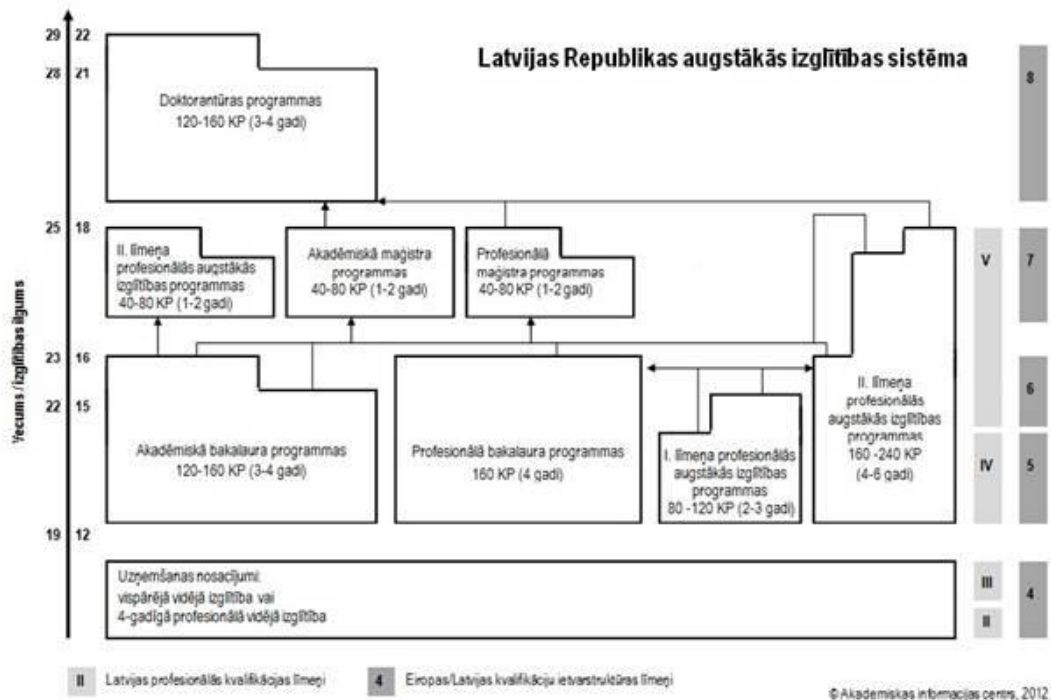 Latvijas Republikas augstākās izglītības sistēma
Vecums / izglītības ilgums
29 22
28 21
25 18
23 16
22 15
19 12
Doktorantūras programmas
120-160 KP (3-4 gadi)
II. līmeņa
profesionālās augstākās
izglītības programmas
40-80 KP (1-2 gadi)
Akadēmiskā maģistra
programmas
40-80 KP (1-2 gadi)
Profesionālā
maģistra programmas
40-80 KP (1-2 gadi)
Akadēmiskā bakalaura programmas
120-160 KP (3-4 gadi)
Profesionālā bakalaura programmas
160 KP (4 gadi)
I. līmeņa profesionālās
augstākās izglītības
programmas
80 -120 KP (2-3 gadi)
II. līmeņa
profesionālās
augstākās izglītības
programmas
160 -240 KP
(4-6 gadi)
Uzņemšanas nosacījumi:
vispārējā vidējā izglītība vai
4-gadīgā profesionālā vidējā izglītība
V
IV
III
II
8
7
6
5
4
II Latvijas profesionālās kvalifikācijas līmeņi
4 Eiropas/Latvijas kvalifikāciju ietvarstruktūras līmeņi
© Akadēmiskās informācijas centrs, 2012.